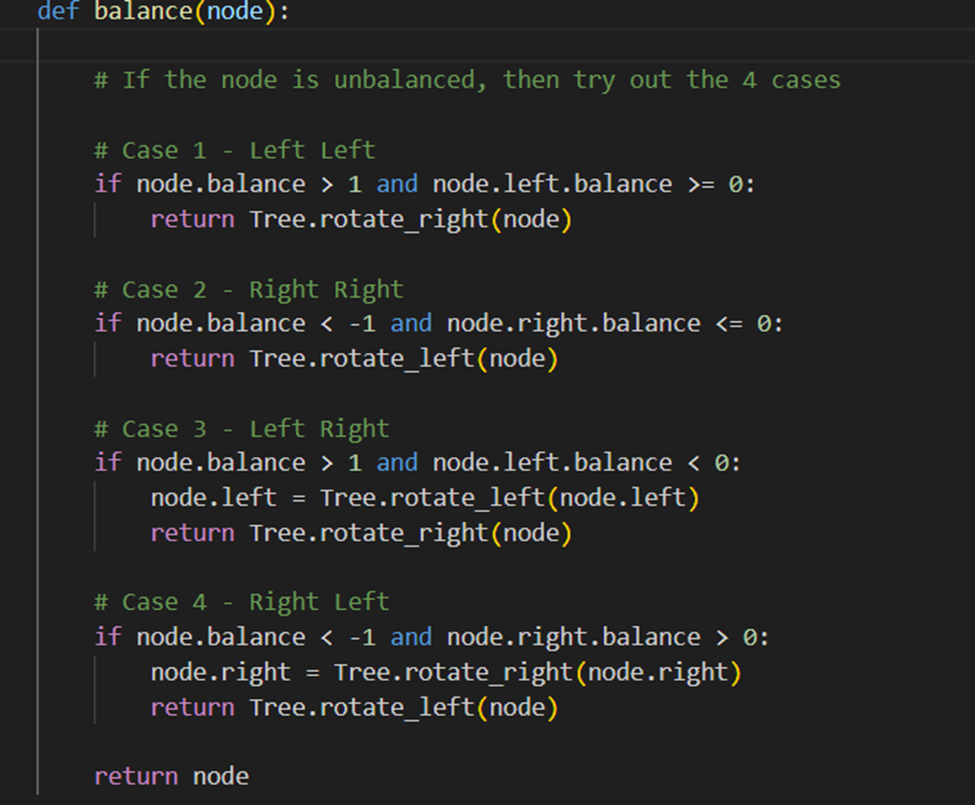 def balance(node):
# If the node is unbalanced, then try out the 4 cases
# Case 1 - Left Left
if node.balance > 1 and node.left.balance >= 0:
return Tree.rotate_right(node)
# Case 2 - Right Right
if node.balance < -1 and node.right.balance <= 0:
return Tree.rotate_left(node)
# Case 3 - Left Right
if node.balance > 1 and node.left.balance < 0:
node.left = Tree.rotate_left(node.left)
return Tree.rotate_right(node)
# Case 4 - Right Left
if node.balance < -1 and node.right.balance > 0:
node.right = Tree.rotate_right(node.right)
return Tree.rotate_left(node)
return node